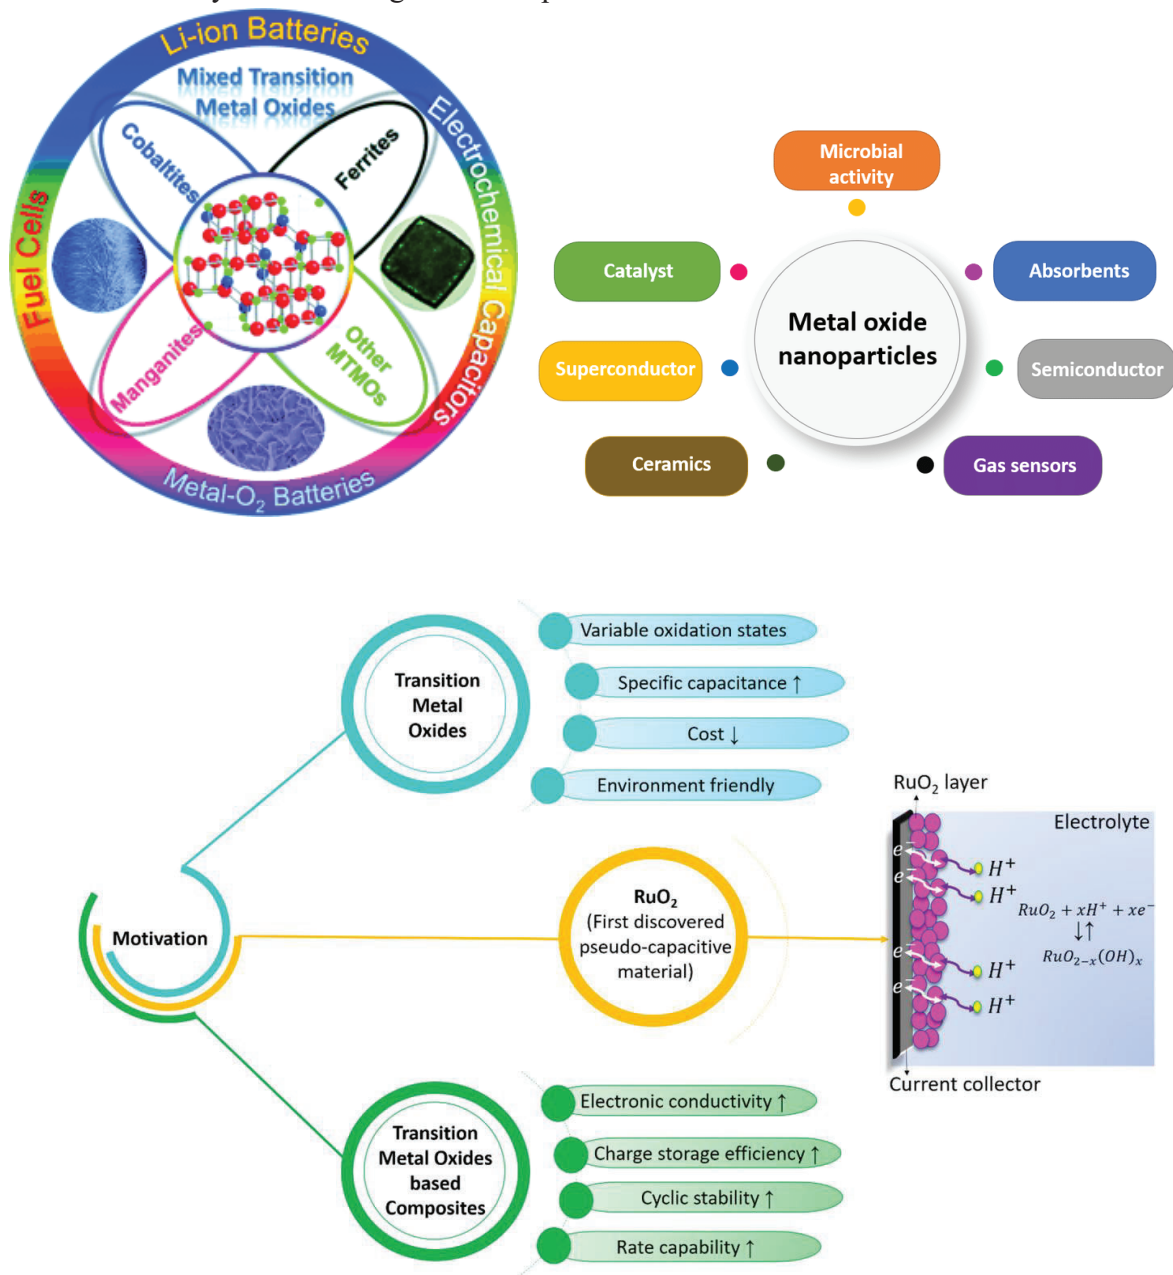 Li-ion Batteries
Mixed Transition
Metal Oxides
Electrochemical Capacitors
Cobaltites
Ferrites
Fuel Cells
Manganites
Other
MTMOs
Metal-O₂ Batteries
Microbial
activity
Catalyst
Absorbents
Metal oxide
nanoparticles
Superconductor
Semiconductor
Ceramics
Gas sensors
Transition
Metal
Oxides
Variable oxidation states
Specific capacitance ↑
Cost ↓
Environment friendly
Motivation
RuO₂
(First discovered
pseudo-capacitive
material)
RuO₂ layer
Electrolyte
e⁻
H⁺
e⁻
H⁺
RuO₂ + xH⁺ + xe⁻
↓↑
RuO₂₋ₓ(OH)ₓ
e⁻
H⁺
e⁻
H⁺
Current collector
Transition
Metal Oxides
based
Composites
Electronic conductivity ↑
Charge storage efficiency ↑
Cyclic stability ↑
Rate capability ↑